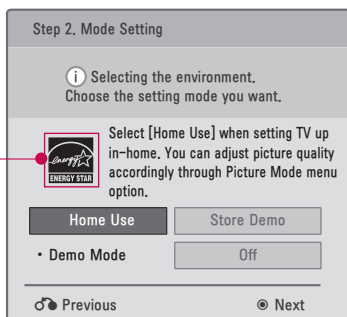 Step 2. Mode Setting
i Selecting the environment.
Choose the setting mode you want.
energy
ENERGY STAR
Select [Home Use] when setting TV up
in-home. You can adjust picture quality
accordingly through Picture Mode menu
option.
Home Use
Store Demo
• Demo Mode
Off
Previous
Next